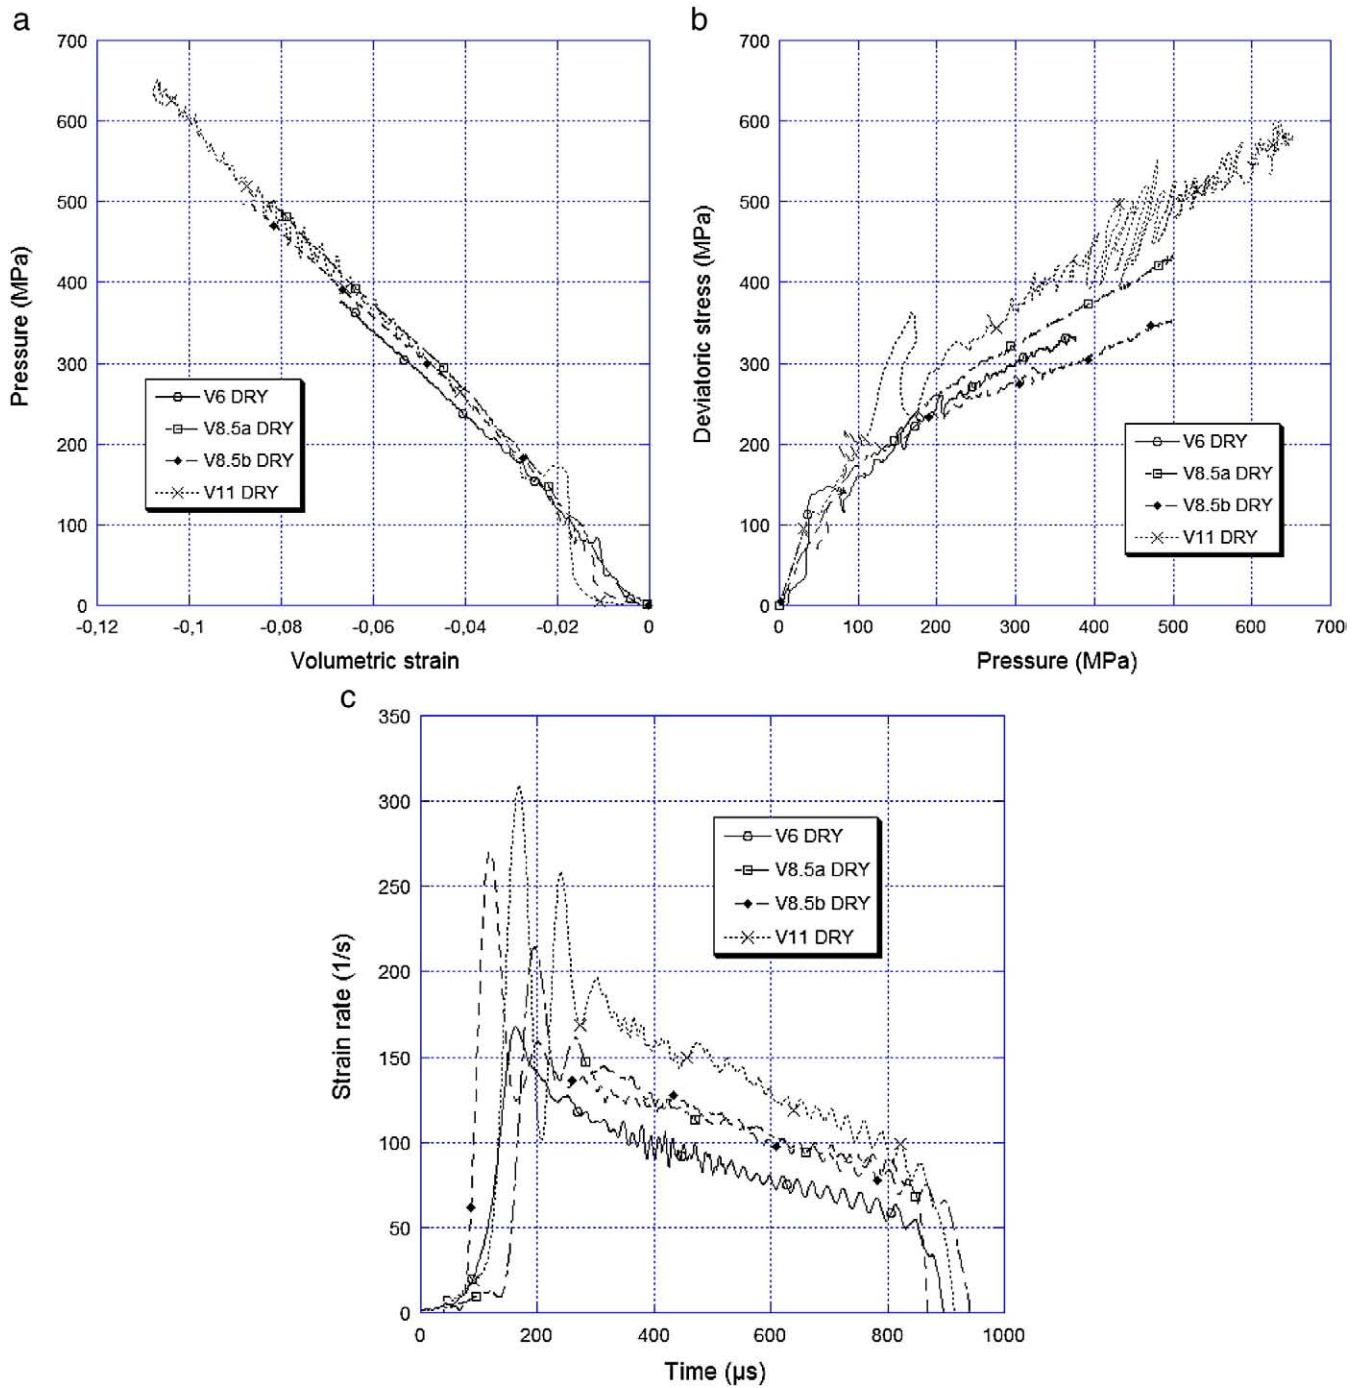 a
Pressure (MPa)
700
600
500
400
300
200
100
0
-0,12
-0,1
-0,08
-0,06
-0,04
-0,02
0
Volumetric strain
V6 DRY
V8.5a DRY
V8.5b DRY
V11 DRY
b
Deviatoric stress (MPa)
700
600
500
400
300
200
100
0
0
100
200
300
400
500
600
700
Pressure (MPa)
V6 DRY
V8.5a DRY
V8.5b DRY
V11 DRY
c
Strain rate (1/s)
350
300
250
200
150
100
50
0
0
200
400
600
800
1000
Time (μs)
V6 DRY
V8.5a DRY
V8.5b DRY
V11 DRY